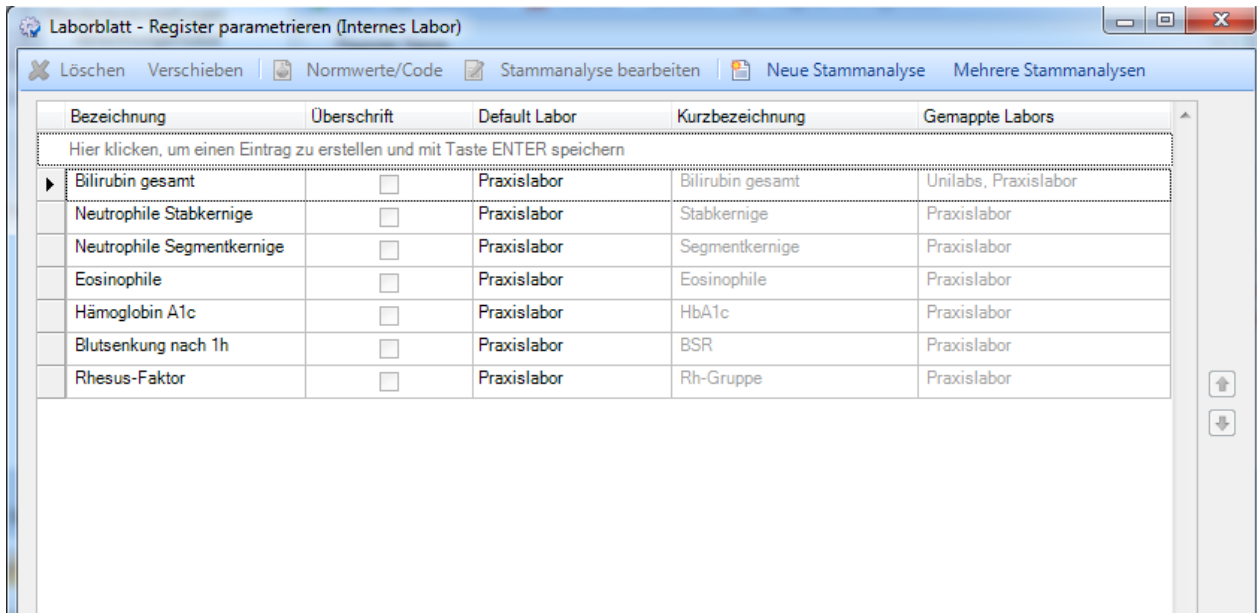 Laborblatt - Register parametrieren (Internes Labor)
Löschen Verschieben Normwerte/Code Stammanalyse bearbeiten Neue Stammanalyse Mehrere Stammanalysen
Bezeichnung Überschrift Default Labor Kurzbezeichnung Gemappte Labors
Hier klicken, um einen Eintrag zu erstellen und mit Taste ENTER speichern
Bilirubin gesamt Praxislabor Bilirubin gesamt Unilabs, Praxislabor
Neutrophile Stabkernige Praxislabor Stabkernige Praxislabor
Neutrophile Segmentkernige Praxislabor Segmentkernige Praxislabor
Eosinophile Praxislabor Eosinophile Praxislabor
Hämoglobin A1c Praxislabor HbA1c Praxislabor
Blutsenkung nach 1h Praxislabor BSR Praxislabor
Rhesus-Faktor Praxislabor Rh-Gruppe Praxislabor